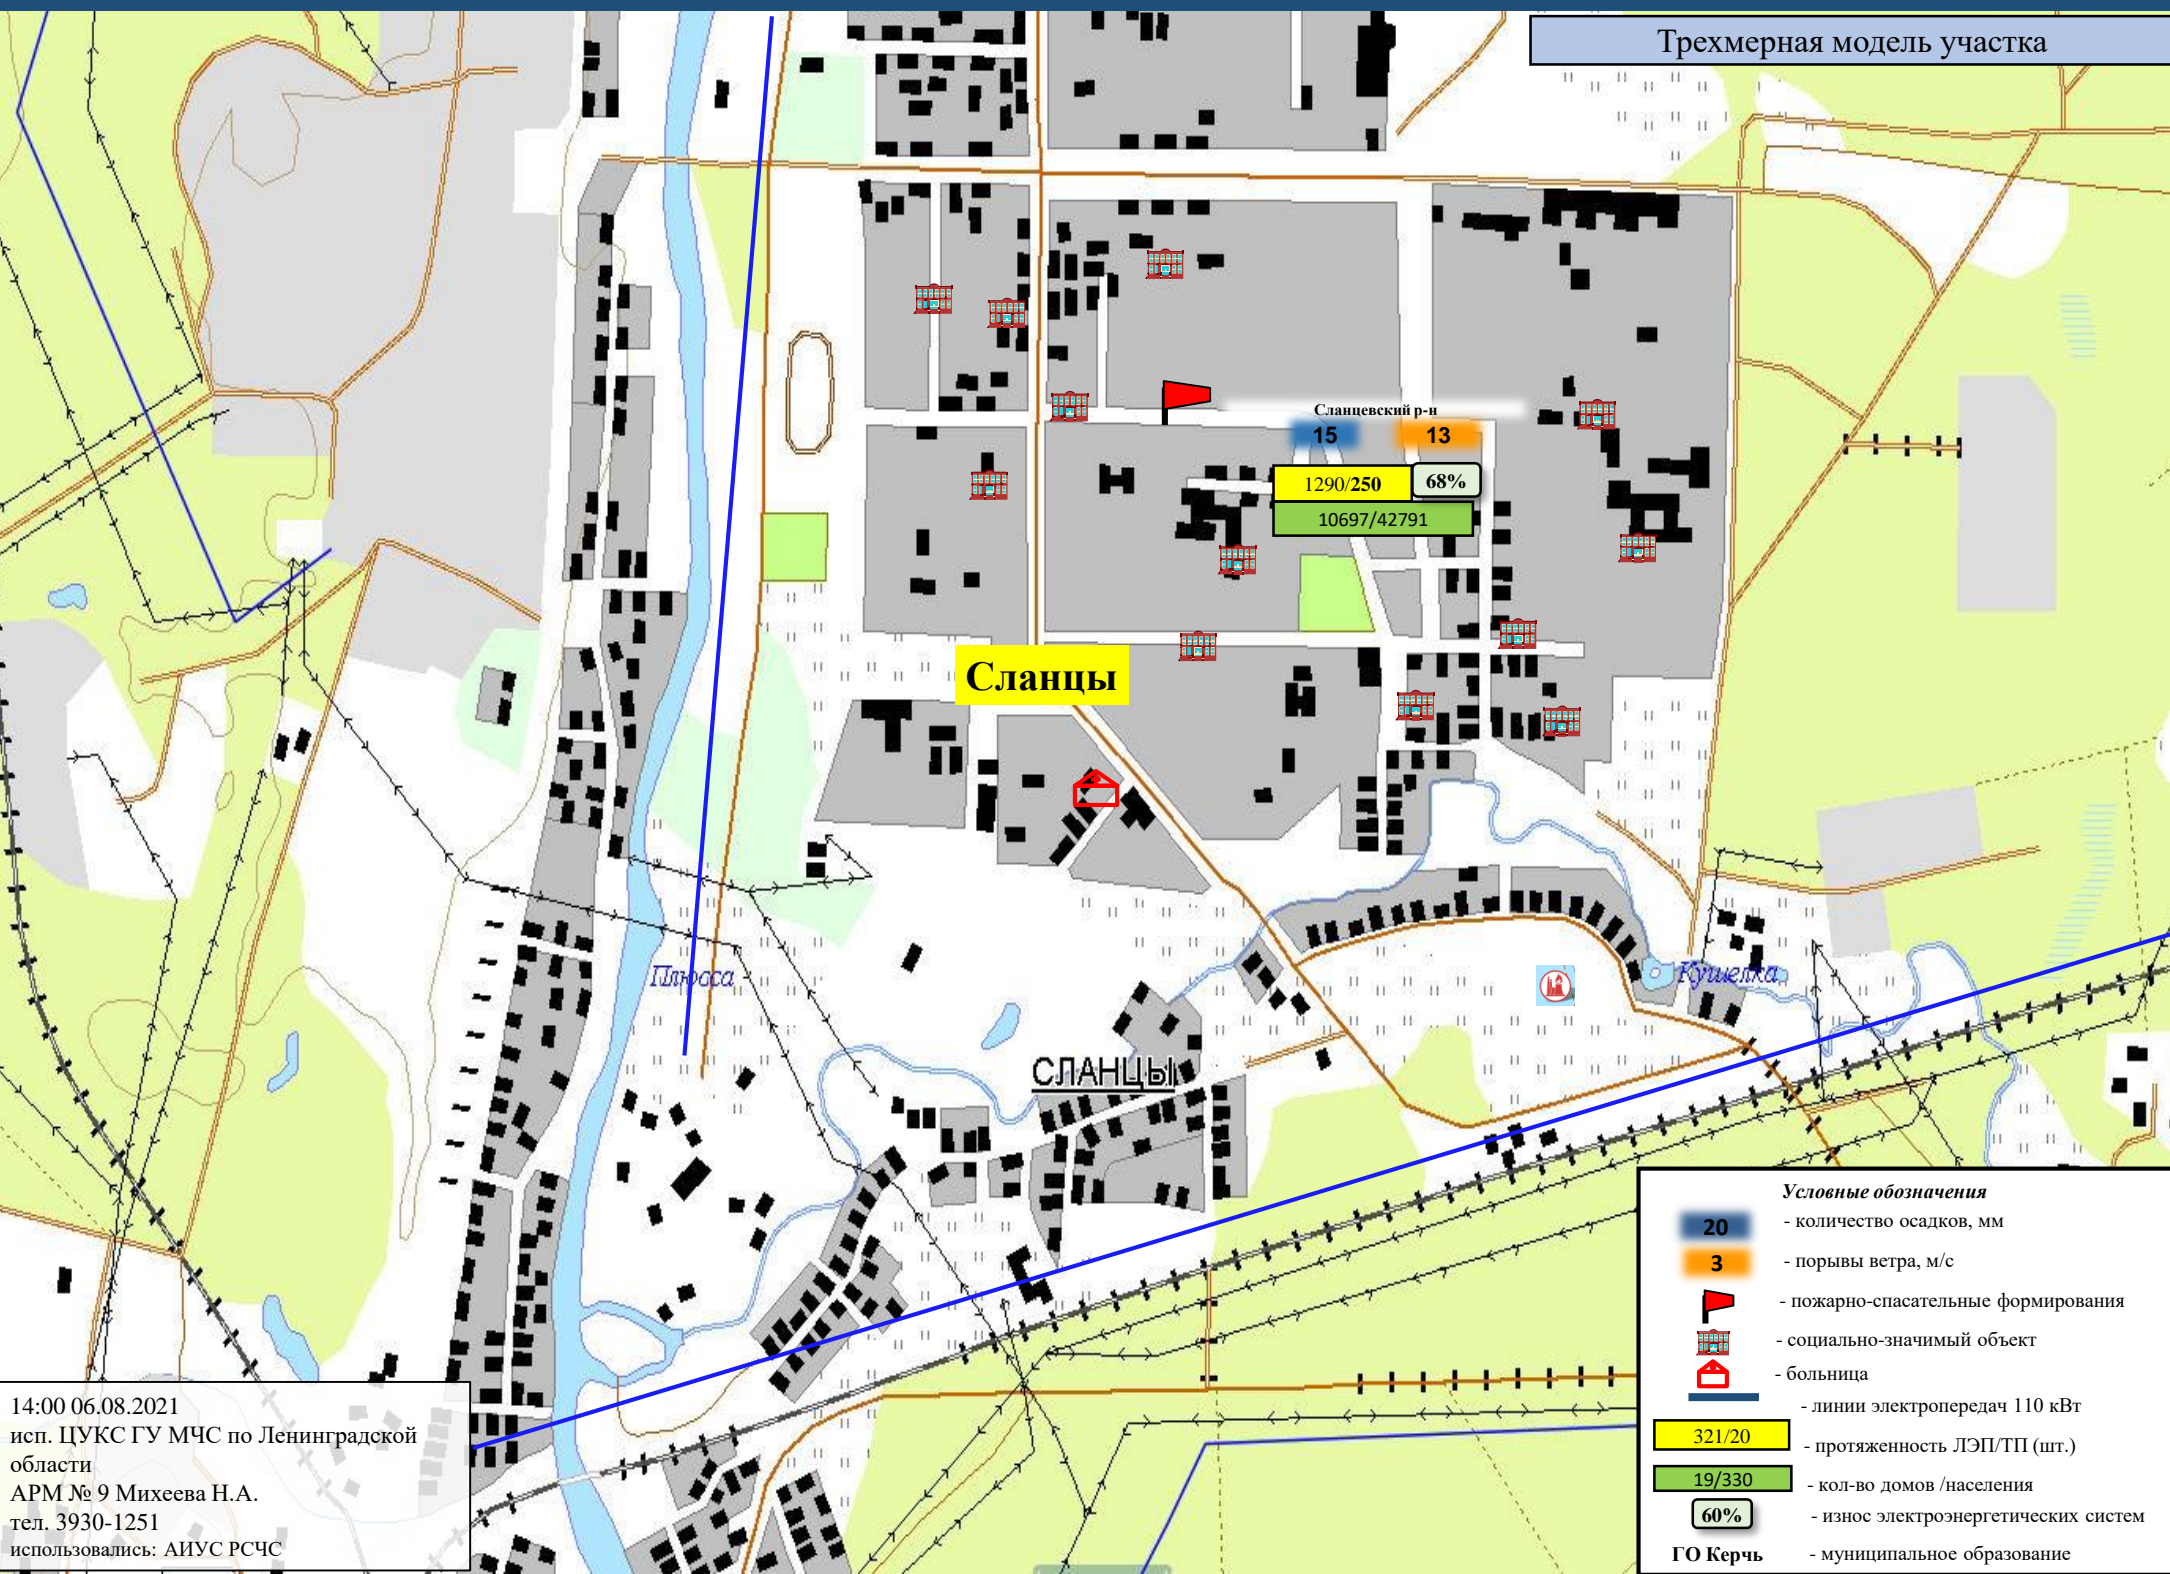 Трехмерная модель участка
Сланцевский р-н
15
13
1290/250
68%
10697/42791
Сланцы
Плюсса
Кушелка
СЛАНЦЫ
Условные обозначения
20
- количество осадков, мм
3
- порывы ветра, м/с
- пожарно-спасательные формирования
- социально-значимый объект
- больница
- линии электропередач 110 кВт
321/20
- протяженность ЛЭП/ТП (шт.)
19/330
- кол-во домов /населения
60%
- износ электроэнергетических систем
ГО Керчь
- муниципальное образование
14:00 06.08.2021
исп. ЦУКС ГУ МЧС по Ленинградской
области
АРМ № 9 Михеева Н.А.
тел. 3930-1251
использовались: АИУС РСЧС